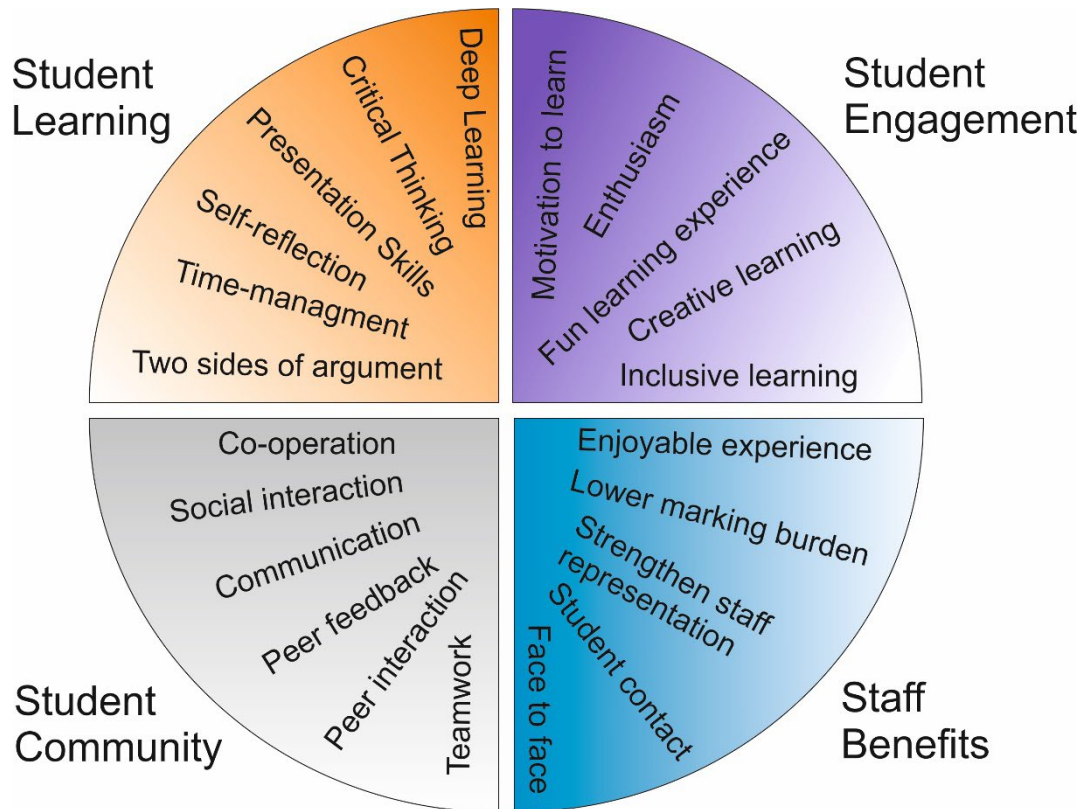 Student
Learning
Deep Learning
Critical Thinking
Presentation Skills
Self-reflection
Time-managment
Two sides of argument
Student
Engagement
Motivation to learn
Enthusiasm
Fun learning experience
Creative learning
Inclusive learning
Student
Community
Co-operation
Social interaction
Communication
Peer feedback
Peer interaction
Teamwork
Staff
Benefits
Enjoyable experience
Lower marking burden
Strengthen staff
representation
Student contact
Face to face